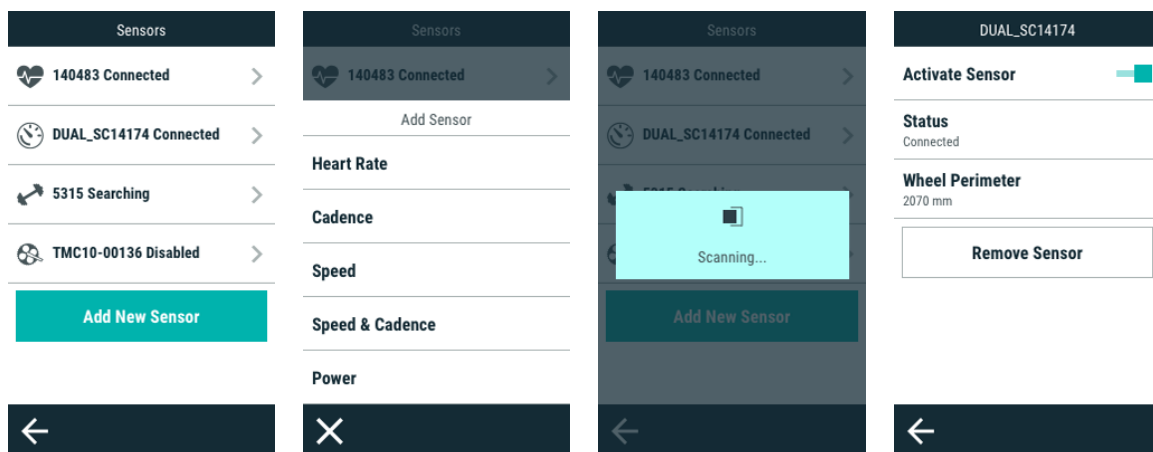 Sensors
140483 Connected
DUAL_SC14174 Connected
5315 Searching
TMC10-00136 Disabled
Add New Sensor
Sensors
140483 Connected
Add Sensor
Heart Rate
Cadence
Speed
Speed & Cadence
Power
Sensors
140483 Connected
DUAL_SC14174 Connected
Scanning...
Add New Sensor
DUAL_SC14174
Activate Sensor
Status
Connected
Wheel Perimeter
2070 mm
Remove Sensor